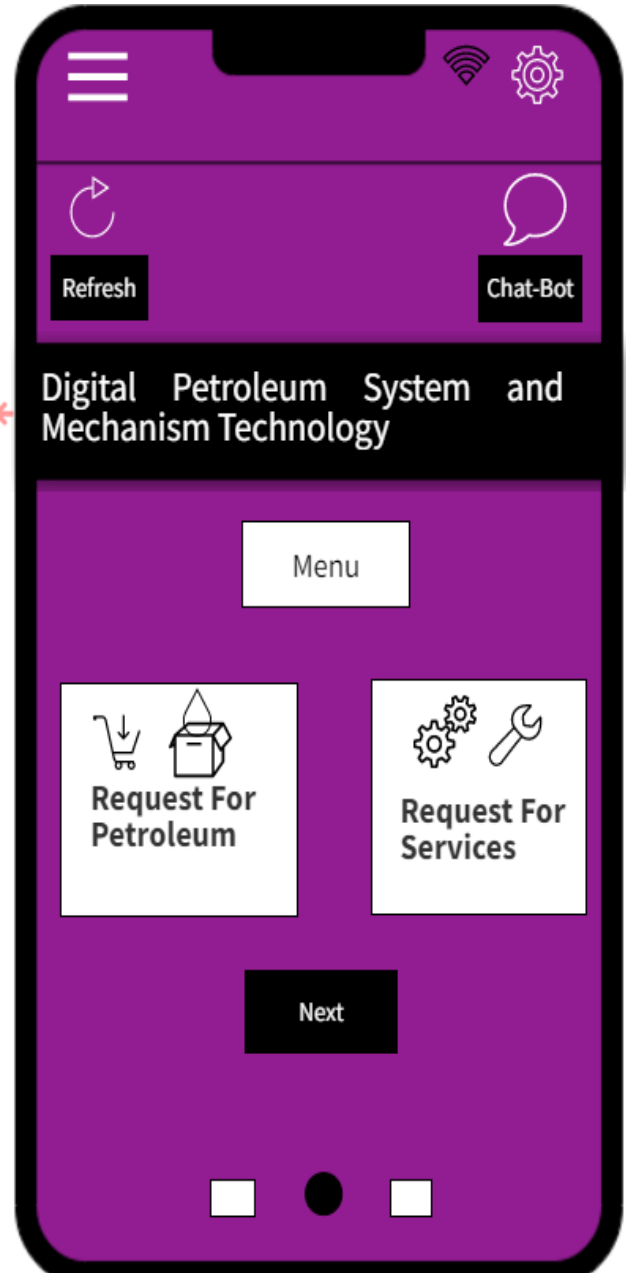 Refresh
Chat-Bot
Digital Petroleum System and
Mechanism Technology
Menu
Request For
Petroleum
Request For
Services
Next